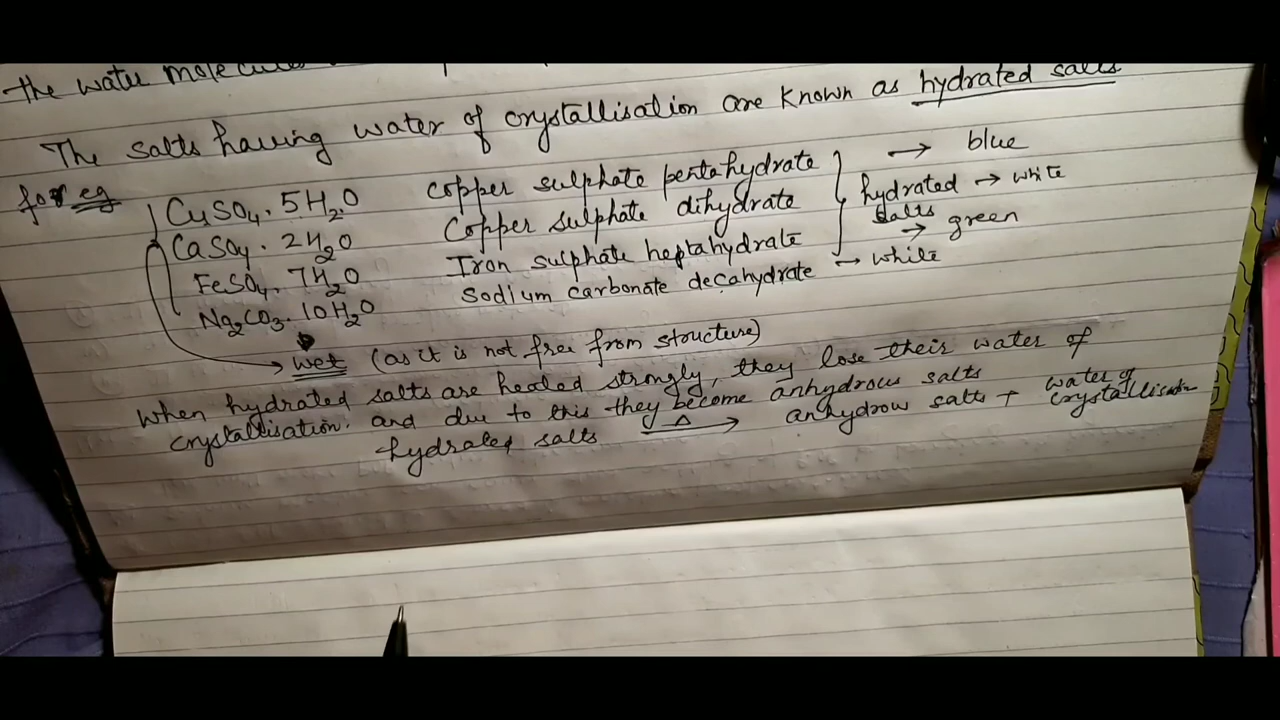 the water molecules
The salts having water of crystallisation are known as hydrated salts
for eg
CuSO4. 5H2O Copper sulphate pentahydrate → blue
CaSO4. 2H2O Copper sulphate dihydrate hydrated salts → white
FeSO4. 7H2O Iron sulphate heptahydrate → green
Na2CO3. 10H2O Sodium carbonate decahydrate → white
→ wet (as it is not free from structure)
When hydrated salts are heated strongly, they lose their water of
crystallisation. and due to this they become anhydrous salts
hydrated salts Δ→ anhydrow salts + water of crystallisation